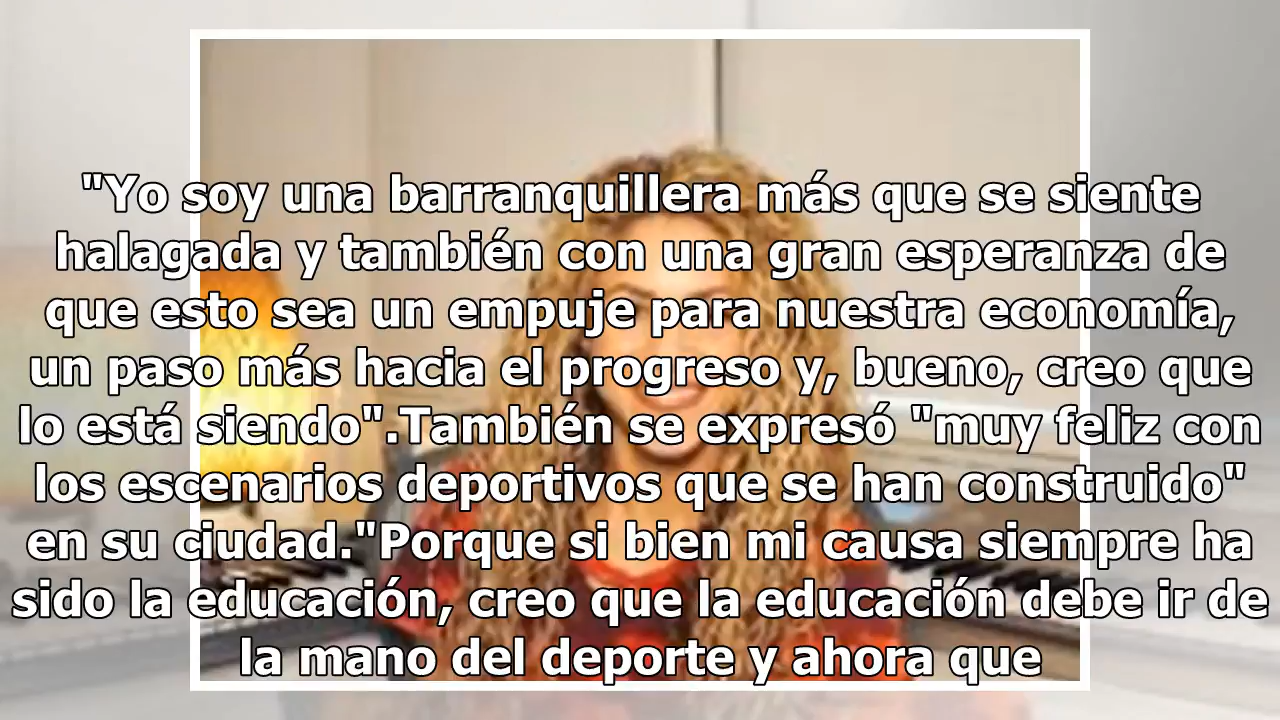 "Yo soy una barranquillera más que se siente
halagada y también con una gran esperanza de
que esto sea un empuje para nuestra economía,
un paso más hacia el progreso y, bueno, creo que
lo está siendo".También se expresó "muy feliz con
los escenarios deportivos que se han construido"
en su ciudad."Porque si bien mi causa siempre ha
sido la educación, creo que la educación debe ir de
la mano del deporte y ahora que